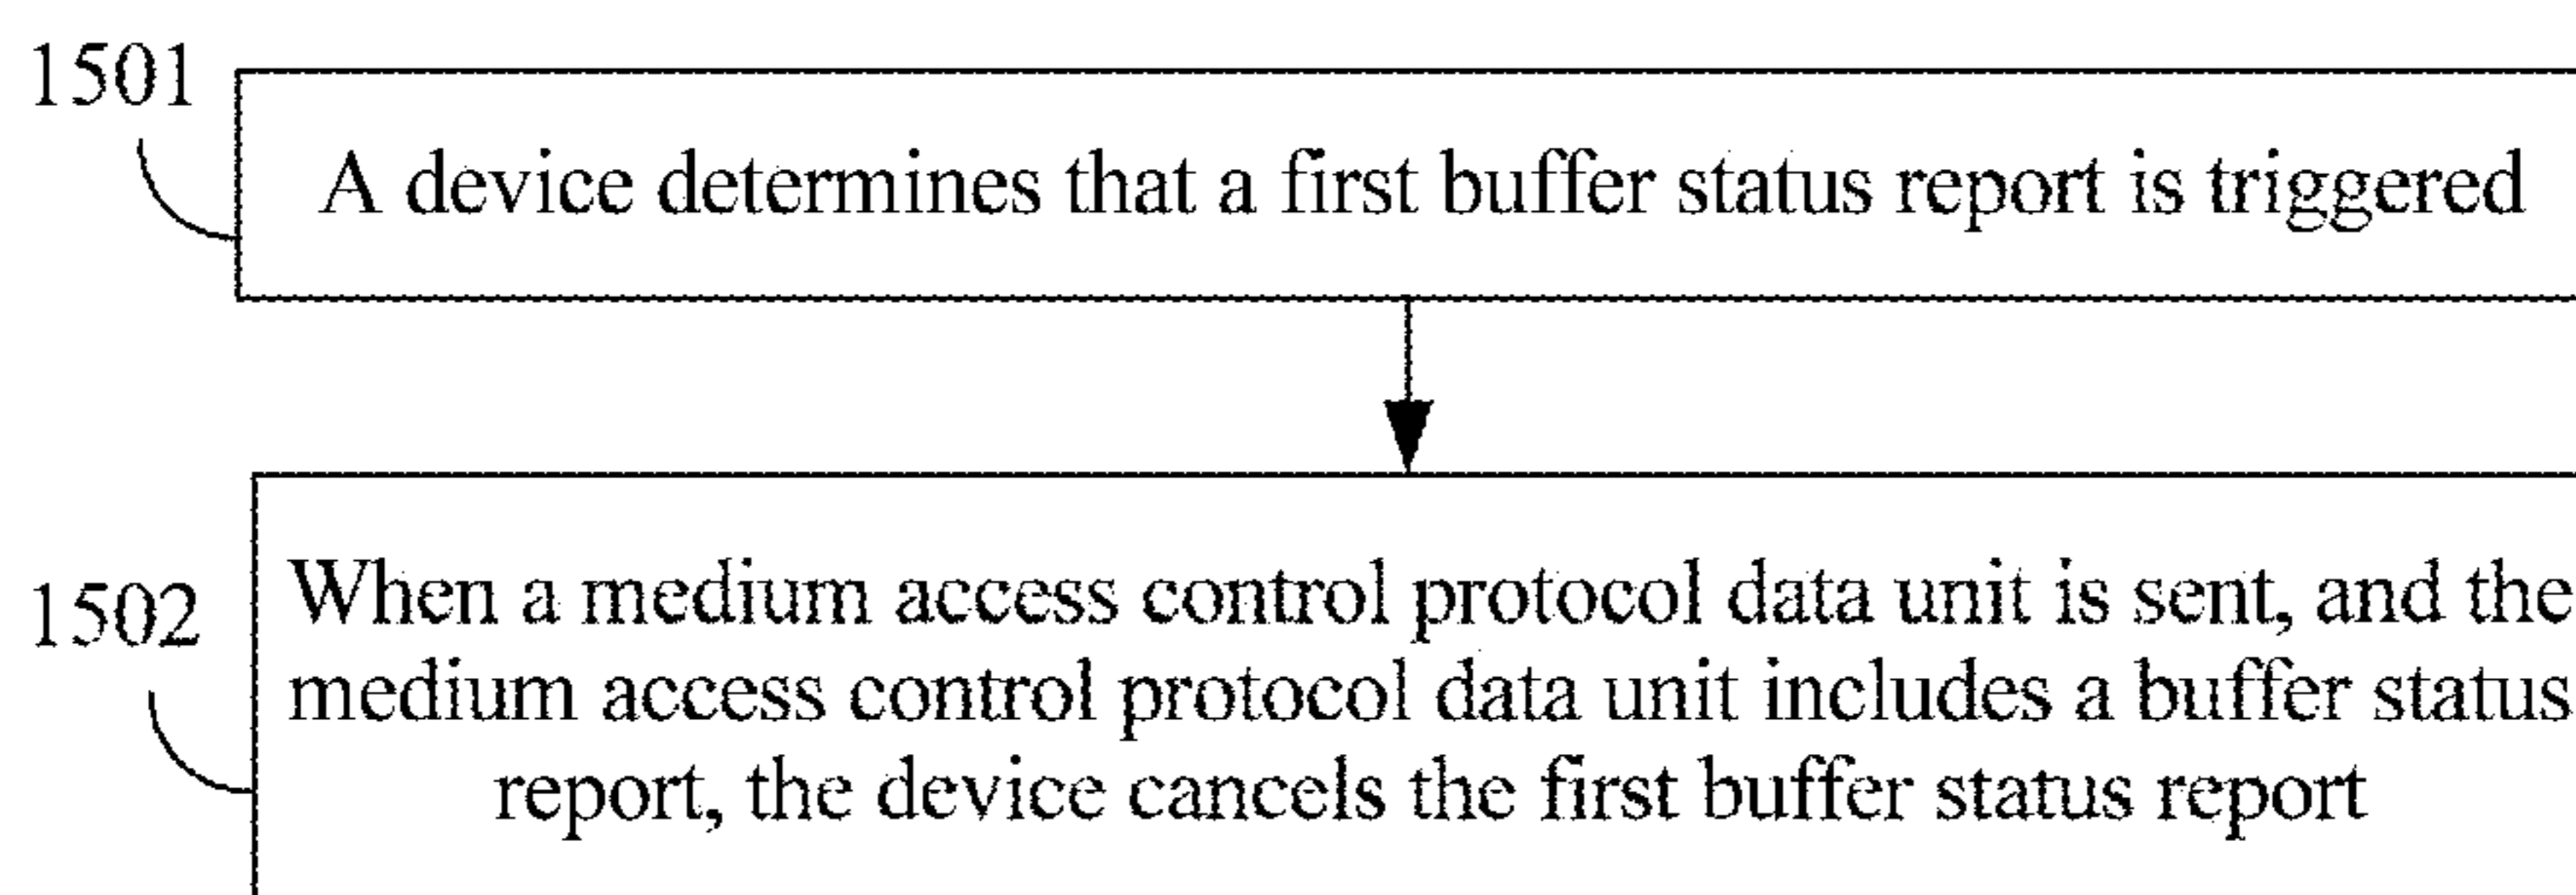 1501
A device determines that a first buffer status report is triggered
1502
When a medium access control protocol data unit is sent, and the
medium access control protocol data unit includes a buffer status
report, the device cancels the first buffer status report